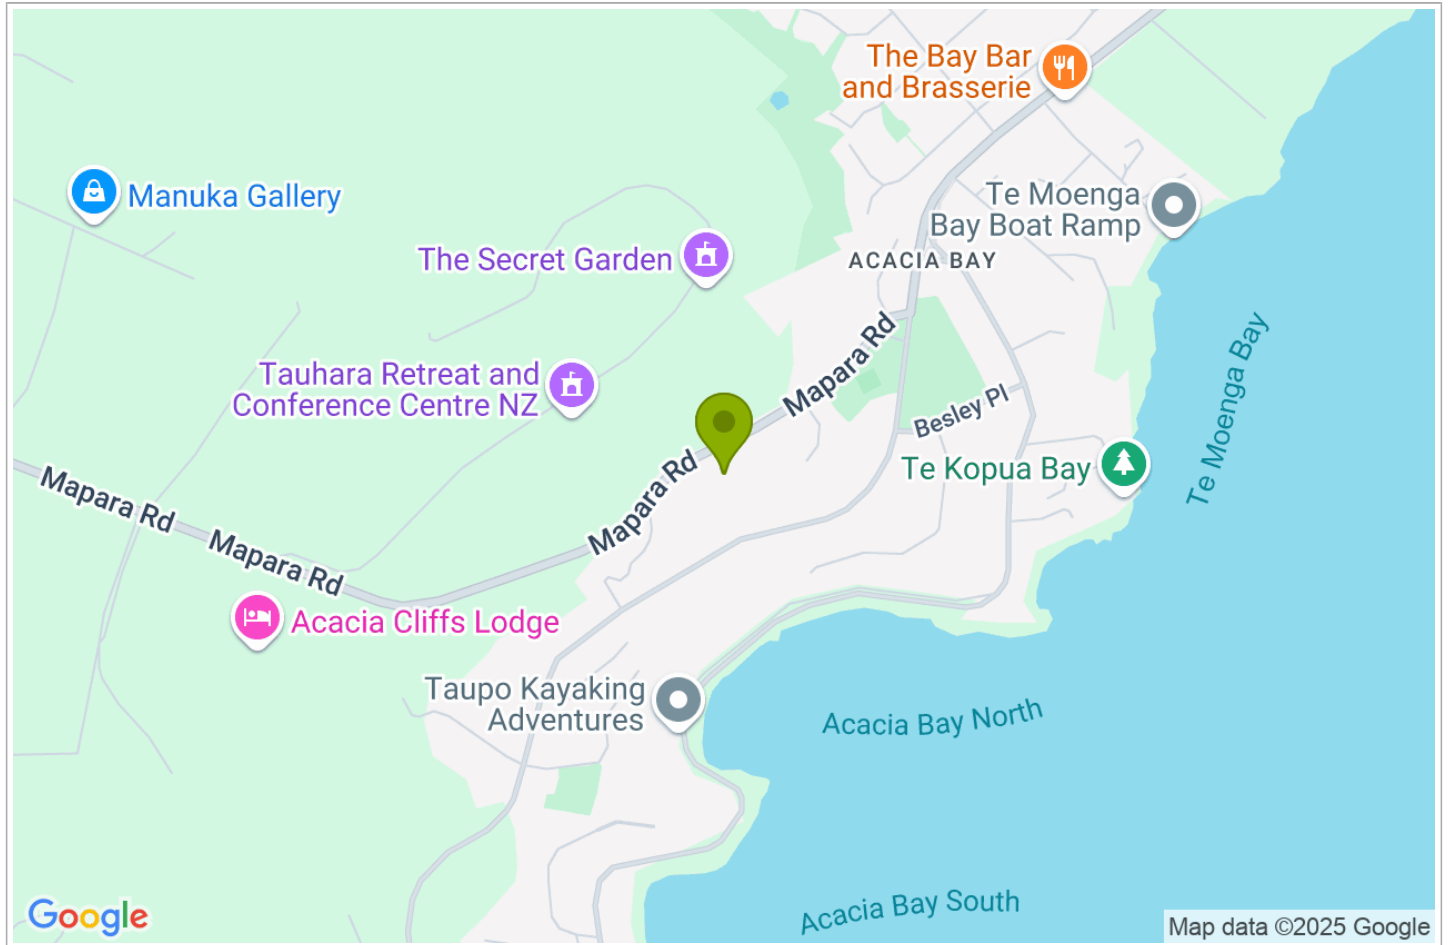 The Bay Bar
and Brasserie
Manuka Gallery
Te Moenga
Bay Boat Ramp
The Secret Garden
ACACIA BAY
Te Moenga Bay
Mapara Rd
Tauhara Retreat and
Conference Centre NZ
Besley Pl
Mapara Rd
Te Kopua Bay
Mapara Rd
Mapara Rd
Acacia Cliffs Lodge
Taupo Kayaking
Adventures
Acacia Bay North
Acacia Bay South
Google
Map data ©2025 Google